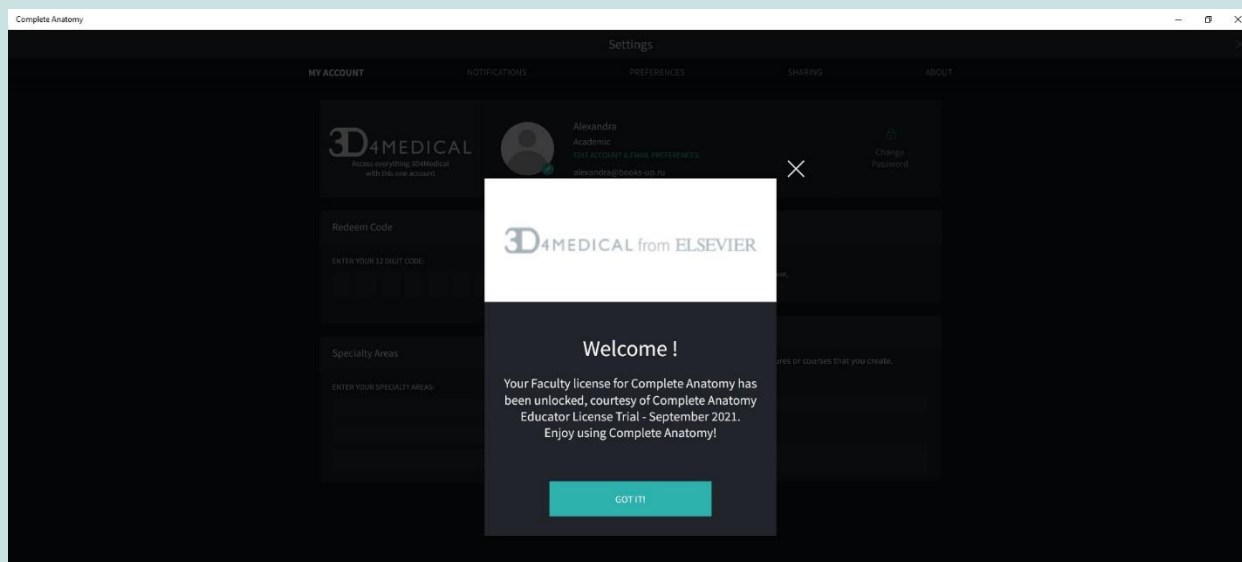 Complete Anatomy
Settings
MY ACCOUNT NOTIFICATIONS PREFERENCES SHARING ABOUT
3D4MEDICAL
Access everything 3D4Medical
with this one account
Alexandra
Academic
EDIT ACCOUNT & EMAIL PREFERENCES
alexandra@books-up.ru
Change
Password
Redeem Code
ENTER YOUR 12 DIGIT CODE:
Specialty Areas
ENTER YOUR SPECIALTY AREAS:
ures or courses that you create.
3D4MEDICAL from ELSEVIER
Welcome !
Your Faculty license for Complete Anatomy has
been unlocked, courtesy of Complete Anatomy
Educator License Trial - September 2021.
Enjoy using Complete Anatomy!
GOT IT!